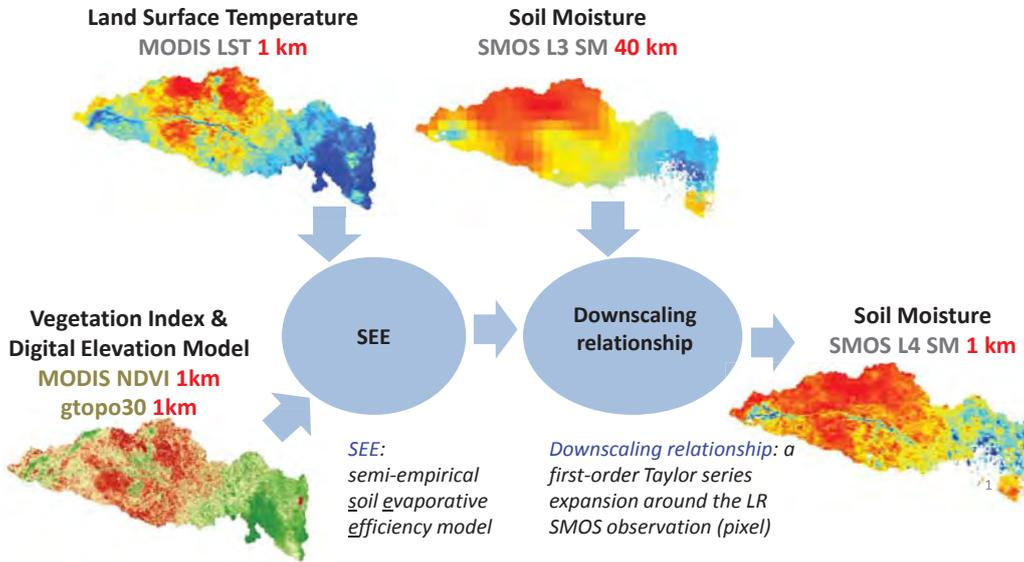 Land Surface Temperature
MODIS LST 1 km
Soil Moisture
SMOS L3 SM 40 km
Vegetation Index &
Digital Elevation Model
MODIS NDVI 1km
gtopo30 1km
SEE
Downscaling
relationship
Soil Moisture
SMOS L4 SM 1 km
SEE:
semi-empirical
soil evaporative
efficiency model
Downscaling relationship: a
first-order Taylor series
expansion around the LR
SMOS observation (pixel)
1